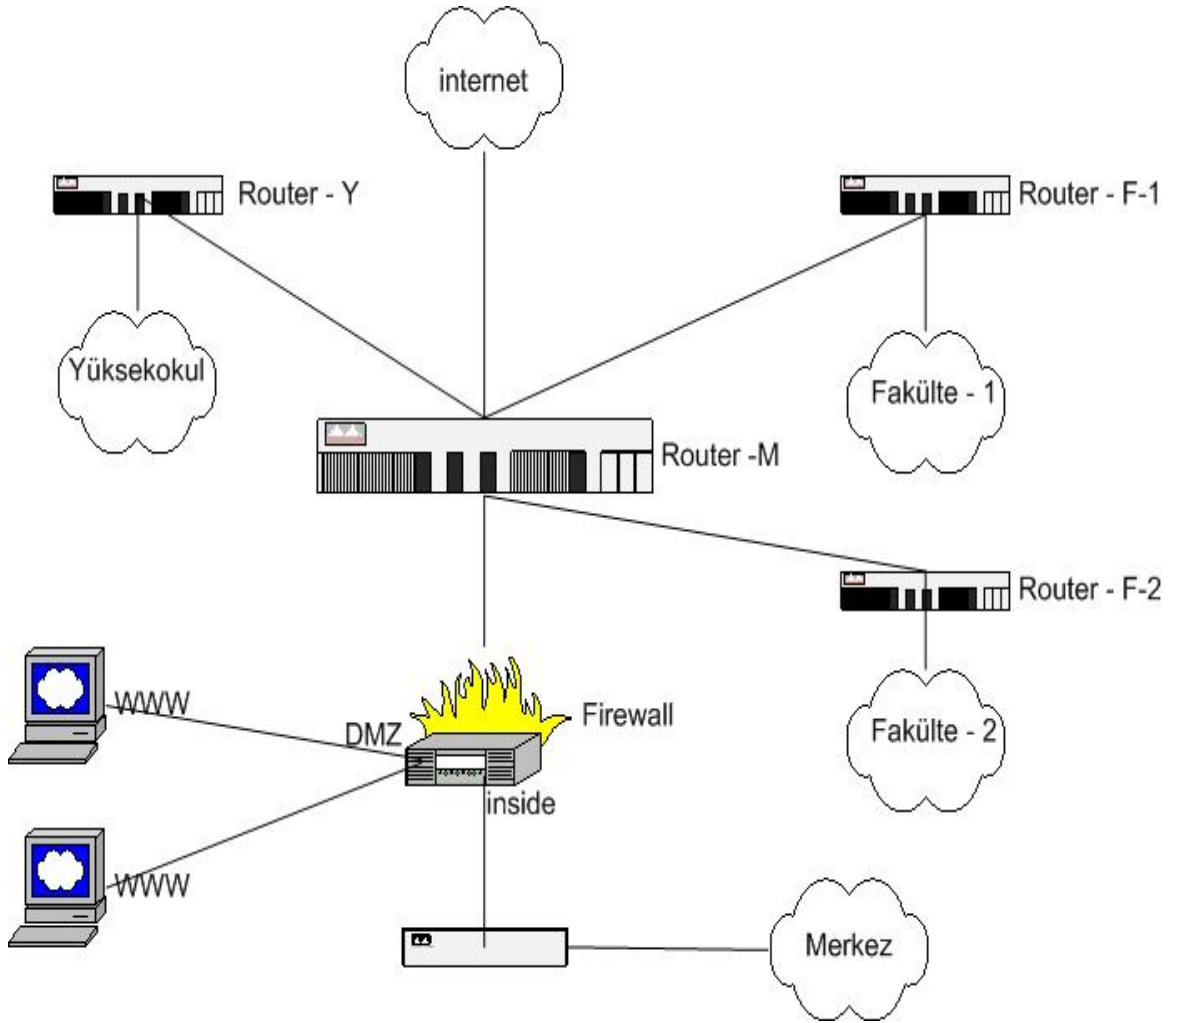 internet
Router - Y
Router - F-1
Yüksekokul
Fakülte - 1
Router -M
Router - F-2
WWW
DMZ
Firewall
Fakülte - 2
inside
WWW
Merkez